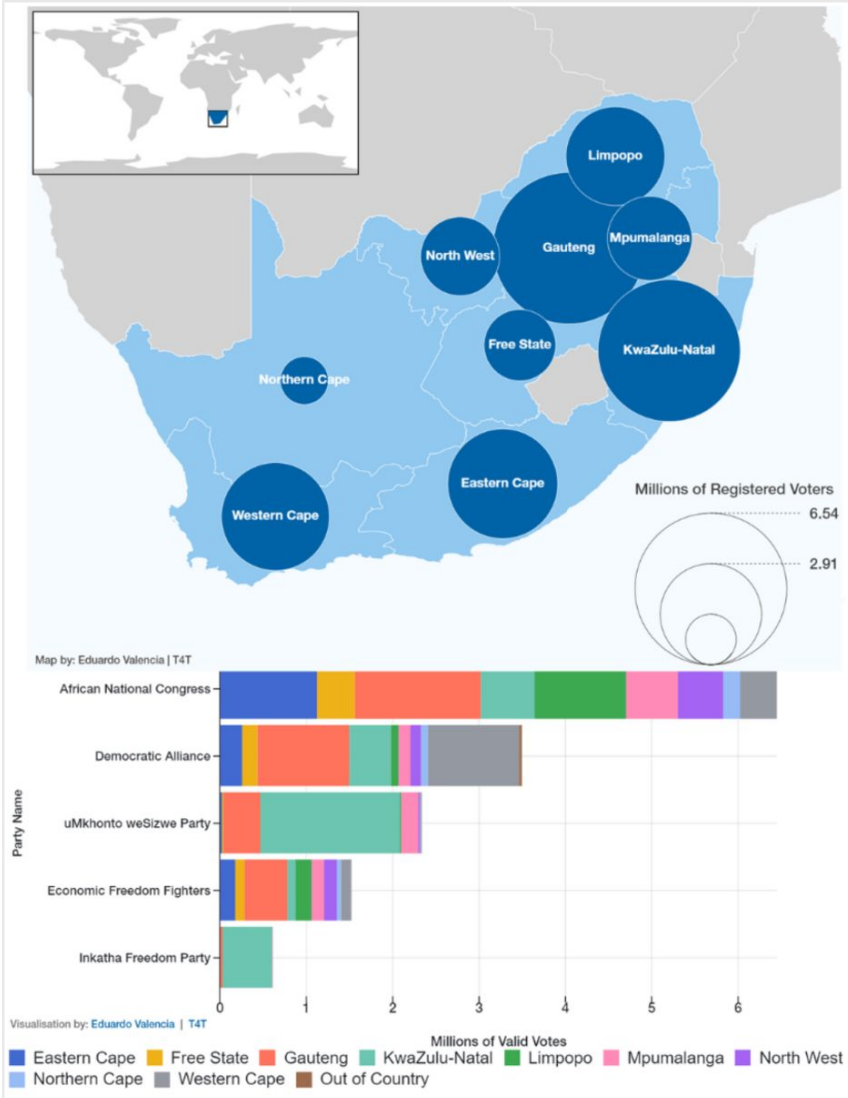 Limpopo
Mpumalanga
Gauteng
North West
Free State
KwaZulu-Natal
Northern Cape
Eastern Cape
Western Cape
Millions of Registered Voters
6.54
2.91
Map by: Eduardo Valencia | T4T
African National Congress
Democratic Alliance
uMkhonto weSizwe Party
Economic Freedom Fighters
Inkatha Freedom Party
Party Name
0 1 2 3 4 5 6
Visualisation by: Eduardo Valencia | T4T
Millions of Valid Votes
Eastern Cape Free State Gauteng KwaZulu-Natal Limpopo Mpumalanga North West
Northern Cape Western Cape Out of Country